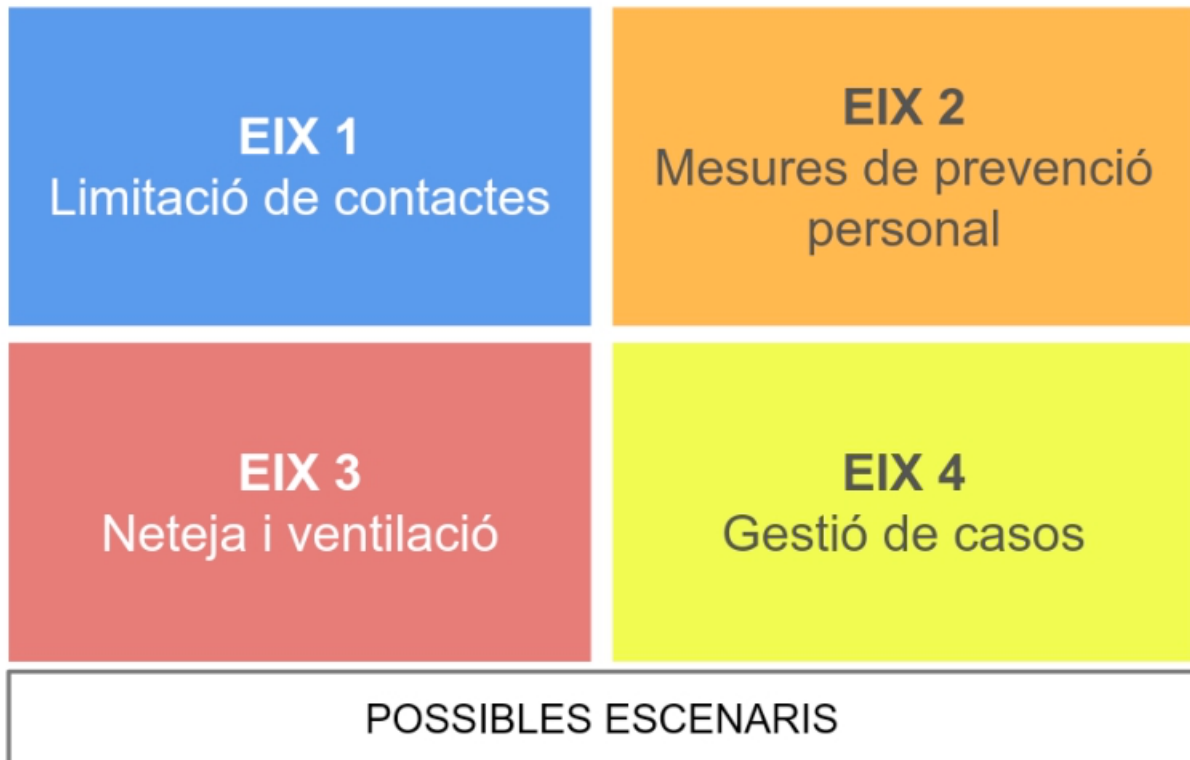 EIX 1
Limitació de contactes
EIX 2
Mesures de prevenció
personal
EIX 3
Neteja i ventilació
EIX 4
Gestió de casos
POSSIBLES ESCENARIS